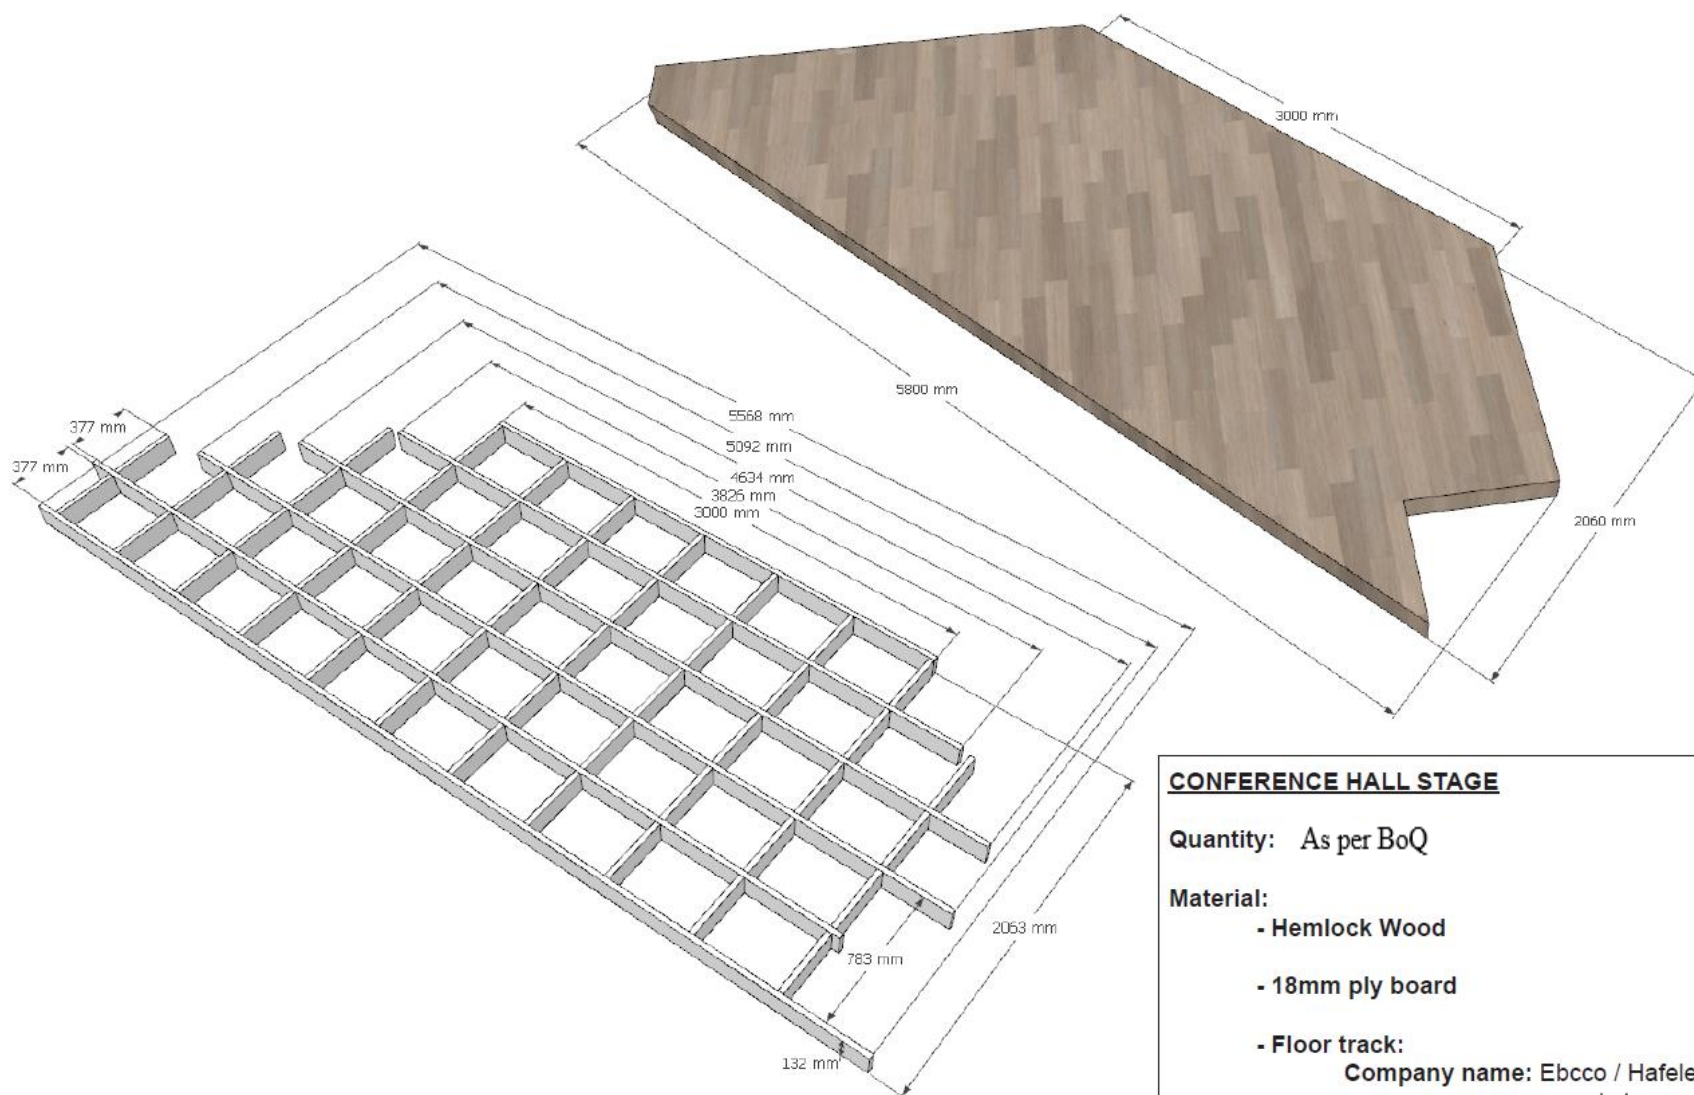 3000 mm
5800 mm
2060 mm
377 mm
377 mm
5568 mm
5092 mm
4634 mm
3826 mm
3000 mm
2063 mm
783 mm
132 mm
CONFERENCE HALL STAGE
Quantity: As per BoQ
Material:
- Hemlock Wood
- 18mm ply board
- Floor track:
Company name: Ebcco / Hafele